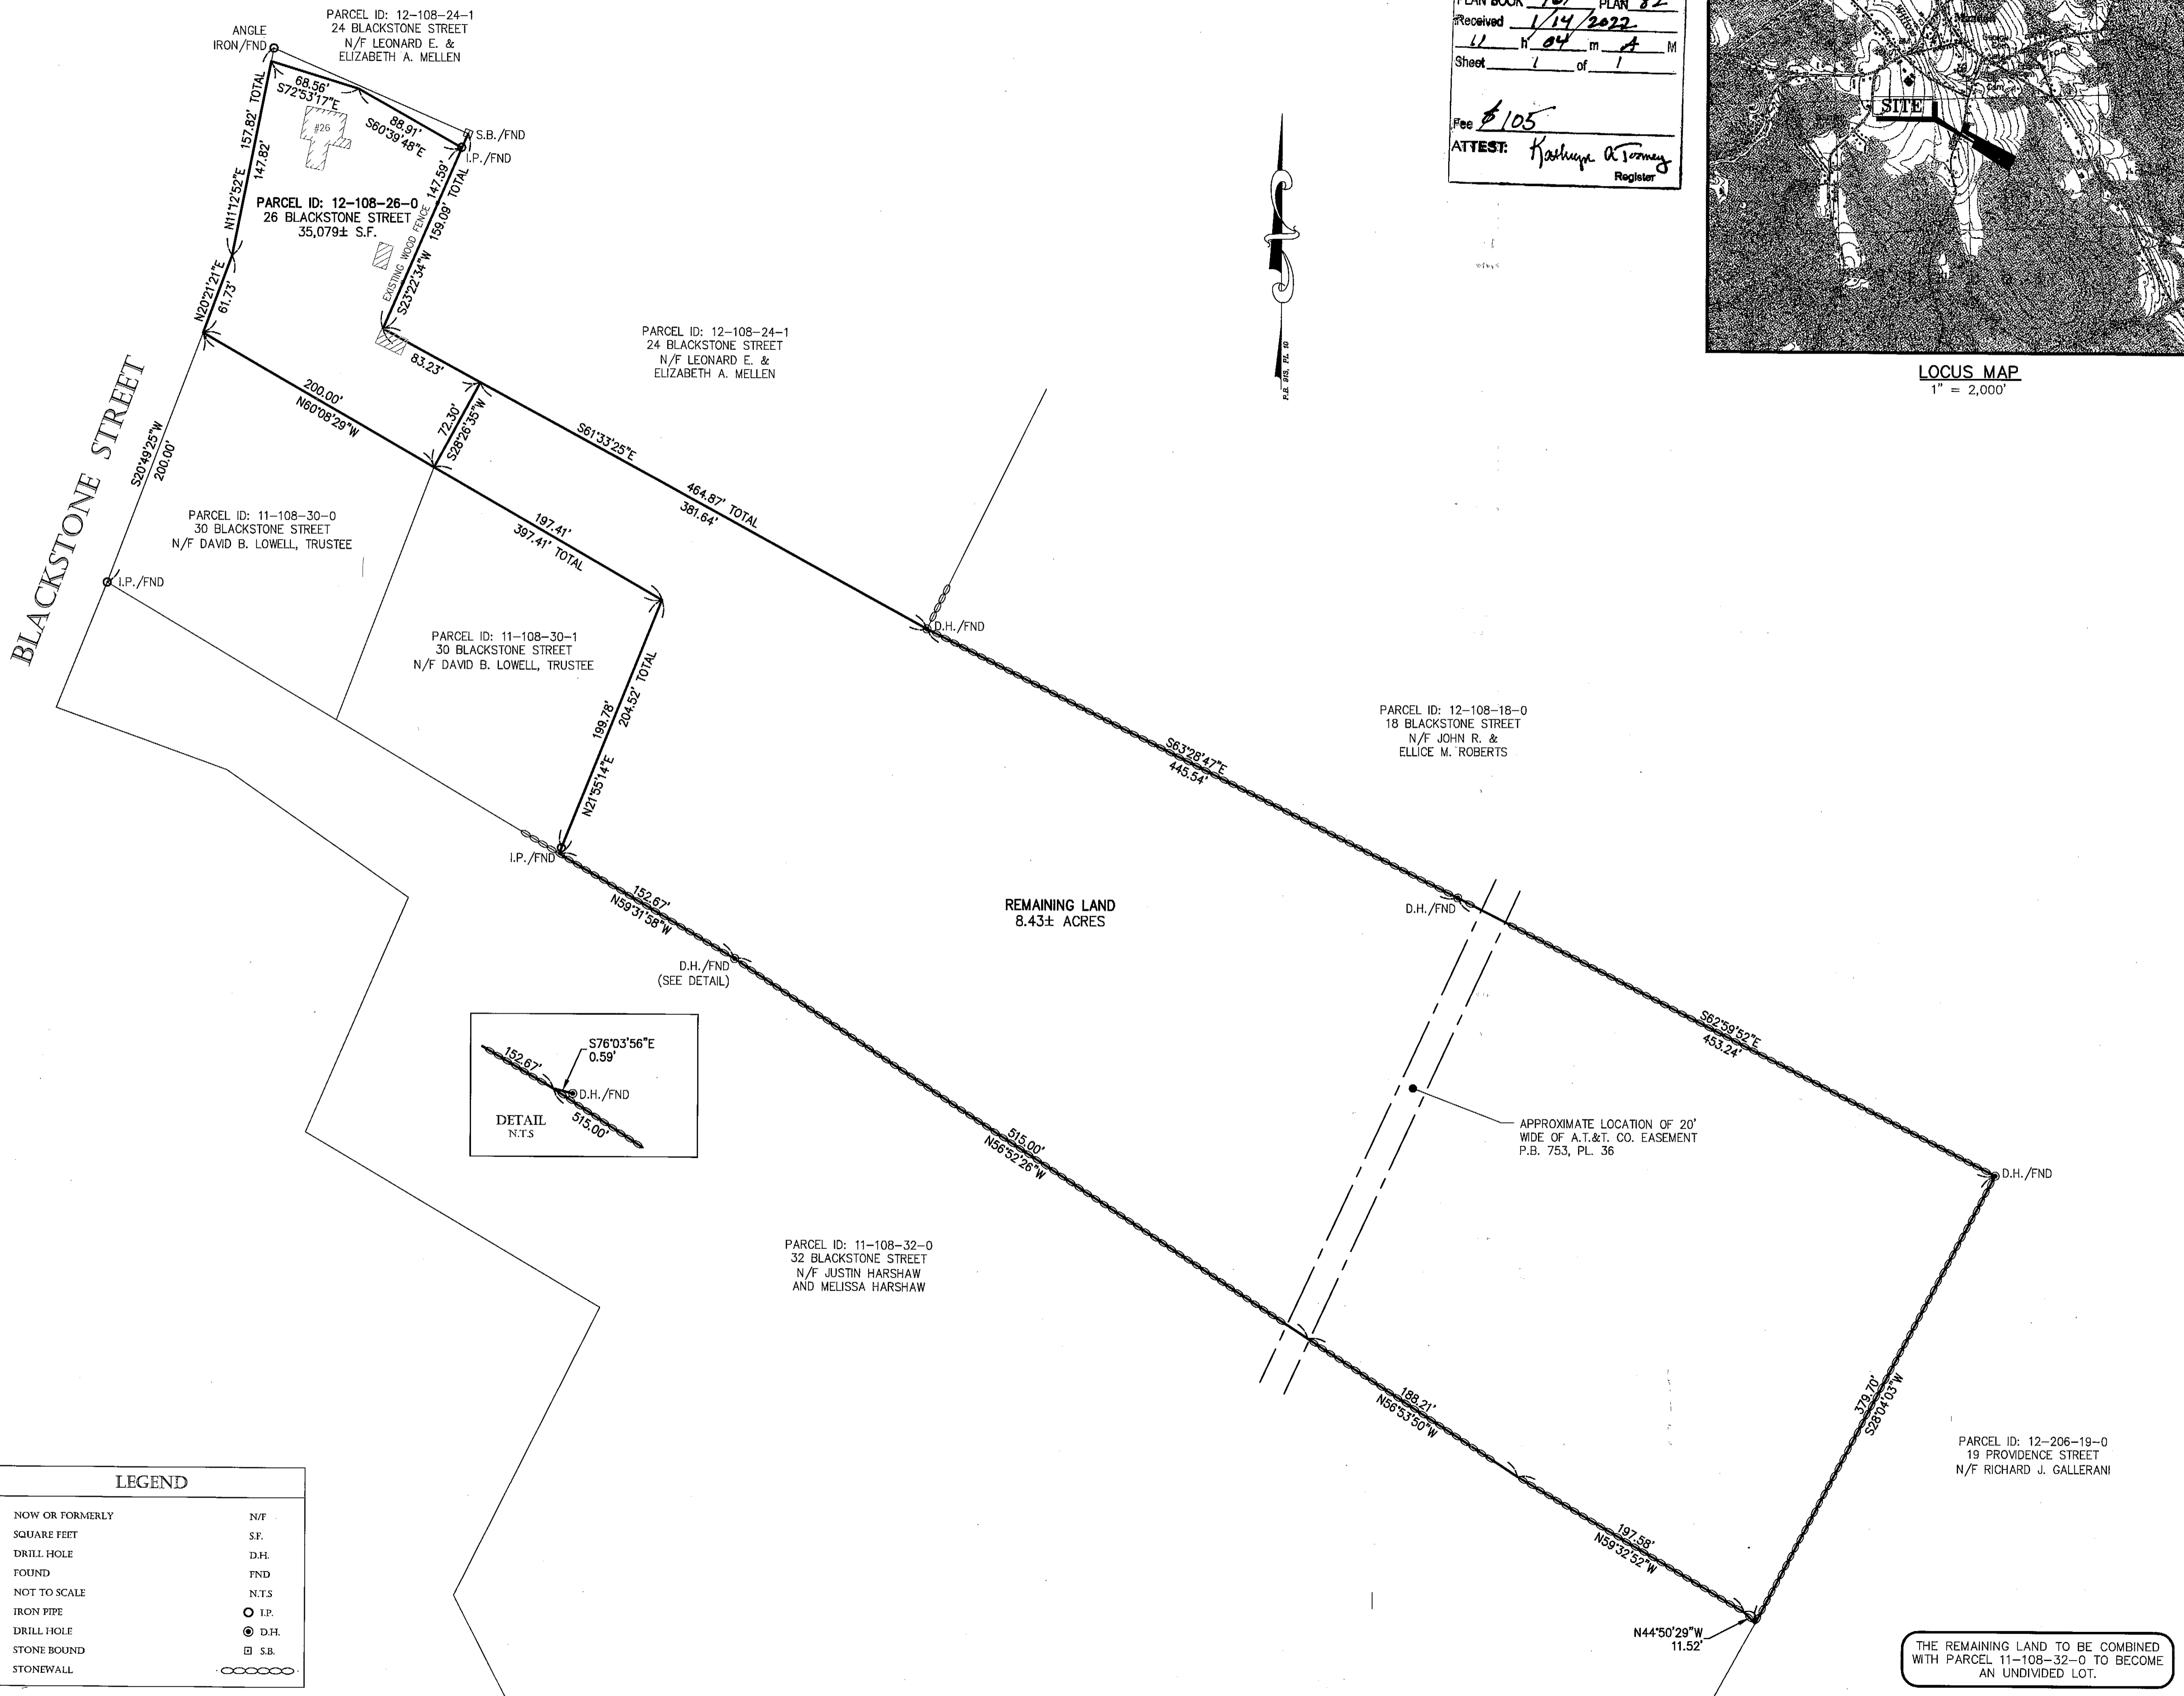 PARCEL ID: 12-108-24-1
24 BLACKSTONE STREET
N/F LEONARD E. &
ELIZABETH A. MELLEN
ANGLE
IRON/FND
68.56'
S72°53'17"E
88.91'
S60°39'48"E
#26
S.B./FND
I.P./FND
157.82' TOTAL
147.82'
N11°12'52"E
PARCEL ID: 12-108-26-0
26 BLACKSTONE STREET
35,079± S.F.
EXISTING WOOD FENCE
147.59'
159.09' TOTAL
S23°22'34"W
N20°21'21"E
61.73'
83.23'
PARCEL ID: 12-108-24-1
24 BLACKSTONE STREET
N/F LEONARD E. &
ELIZABETH A. MELLEN
200.00'
N60°08'29"W
72.30'
S28°26'35"W
S61°33'25"E
464.87' TOTAL
381.64'
BLACKSTONE STREET
S20°49'25"W
200.00'
PARCEL ID: 11-108-30-0
30 BLACKSTONE STREET
N/F DAVID B. LOWELL, TRUSTEE
I.P./FND
197.41'
397.41' TOTAL
PARCEL ID: 11-108-30-1
30 BLACKSTONE STREET
N/F DAVID B. LOWELL, TRUSTEE
199.78'
204.52' TOTAL
N21°55'14"E
I.P./FND
D.H./FND
PARCEL ID: 12-108-18-0
18 BLACKSTONE STREET
N/F JOHN R. &
ELLICE M. ROBERTS
S63°28'47"E
445.54'
152.67'
N59°31'58"W
REMAINING LAND
8.43± ACRES
D.H./FND
D.H./FND
(SEE DETAIL)
S76°03'56"E
0.59'
152.67'
D.H./FND
515.00'
DETAIL
N.T.S
S62°59'52"E
453.24'
APPROXIMATE LOCATION OF 20'
WIDE OF A.T.&T. CO. EASEMENT
P.B. 753, PL. 36
515.00'
N56°52'26"W
D.H./FND
PARCEL ID: 11-108-32-0
32 BLACKSTONE STREET
N/F JUSTIN HARSHAW
AND MELISSA HARSHAW
188.21'
N56°53'50"W
379.70'
S28°04'03"W
PARCEL ID: 12-206-19-0
19 PROVIDENCE STREET
N/F RICHARD J. GALLERANI
197.58'
N59°32'52"W
N44°50'29"W
11.52'
PLAN BOOK PLAN 82
Received 1/14/2022
11 h 04 m A M
Sheet 1 of 1
Fee $105
ATTEST: Kathryn A Toomey
Register
P.B. 915, PL. 10
SITE
LOCUS MAP
1" = 2,000'
LEGEND
NOW OR FORMERLY N/F
SQUARE FEET S.F.
DRILL HOLE D.H.
FOUND FND
NOT TO SCALE N.T.S
IRON PIPE I.P.
DRILL HOLE D.H.
STONE BOUND S.B.
STONEWALL
THE REMAINING LAND TO BE COMBINED
WITH PARCEL 11-108-32-0 TO BECOME
AN UNDIVIDED LOT.